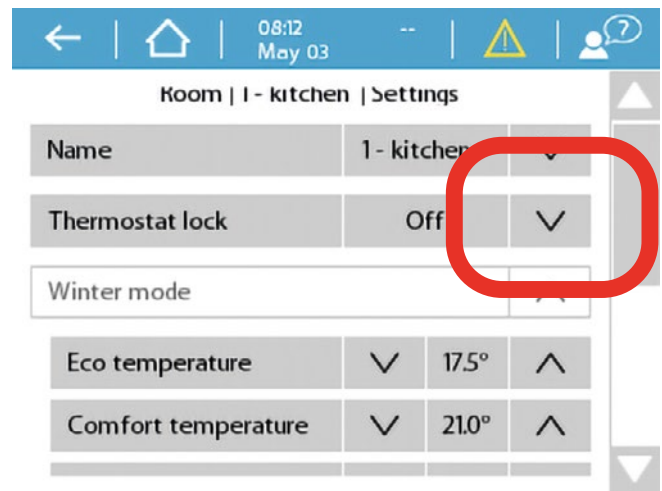 08:12 --
May 03
Room | 1 - kitchen | Settings
Name 1 - kitchen
Thermostat lock Off
Winter mode
Eco temperature 17.5°
Comfort temperature 21.0°